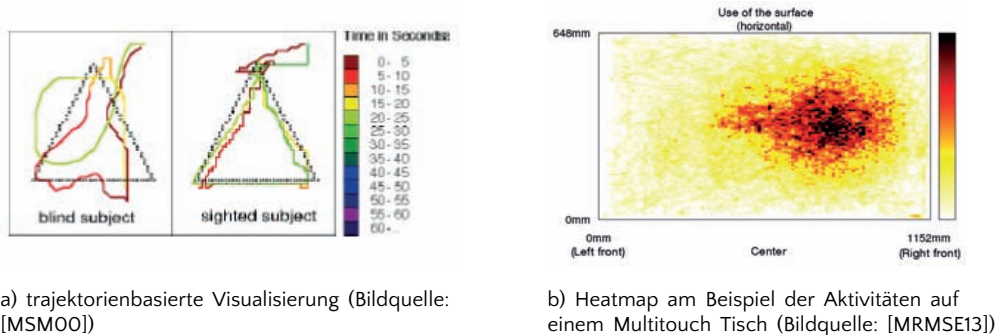 Time in Seconds:
0- 5
5-10
10-15
15-20
20-25
25-30
30-35
35-40
40-45
45-50
50-55
55-60
60+..
blind subject
sighted subject
a) trajektorienbasierte Visualisierung (Bildquelle:
[MSM00])
Use of the surface
(horizontal)
648mm
0mm
0mm
(Left front)
Center
1152mm
(Right front)
b) Heatmap am Beispiel der Aktivitäten auf
einem Multitouch Tisch (Bildquelle: [MRMSE13])